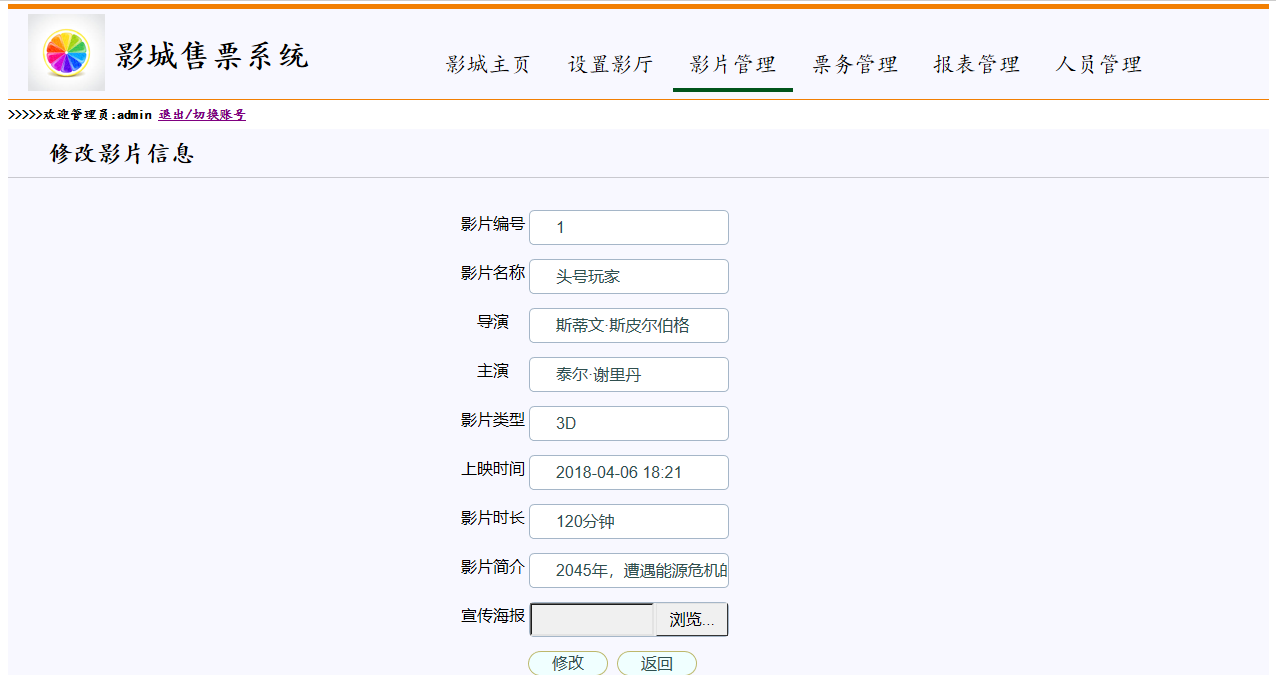 影城售票系统
影城主页 设置影厅 影片管理 票务管理 报表管理 人员管理
>>>>>欢迎管理员:admin 退出/切换账号
修改影片信息
影片编号 1
影片名称 头号玩家
导演 斯蒂文·斯皮尔伯格
主演 泰尔·谢里丹
影片类型 3D
上映时间 2018-04-06 18:21
影片时长 120分钟
影片简介 2045年，遭遇能源危机的
宣传海报 浏览...
修改 返回